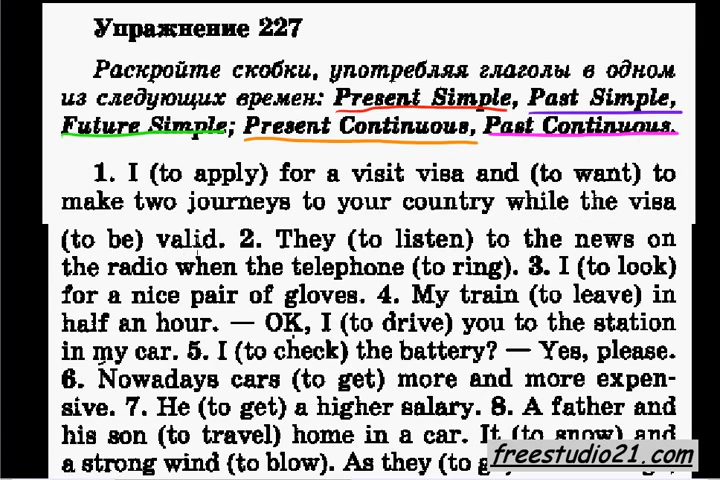 Упражнение 227
Раскройте скобки, употребляя глаголы в одном
из следующих времен: Present Simple, Past Simple,
Future Simple; Present Continuous, Past Continuous.
1. I (to apply) for a visit visa and (to want) to
make two journeys to your country while the visa
(to be) valid. 2. They (to listen) to the news on
the radio when the telephone (to ring). 3. I (to look)
for a nice pair of gloves. 4. My train (to leave) in
half an hour. — OK, I (to drive) you to the station
in my car. 5. I (to check) the battery? — Yes, please.
6. Nowadays cars (to get) more and more expen-
sive. 7. He (to get) a higher salary. 8. A father and
his son (to travel) home in a car. It (to snow) and
a strong wind (to blow). As they (to
freestudio21.com